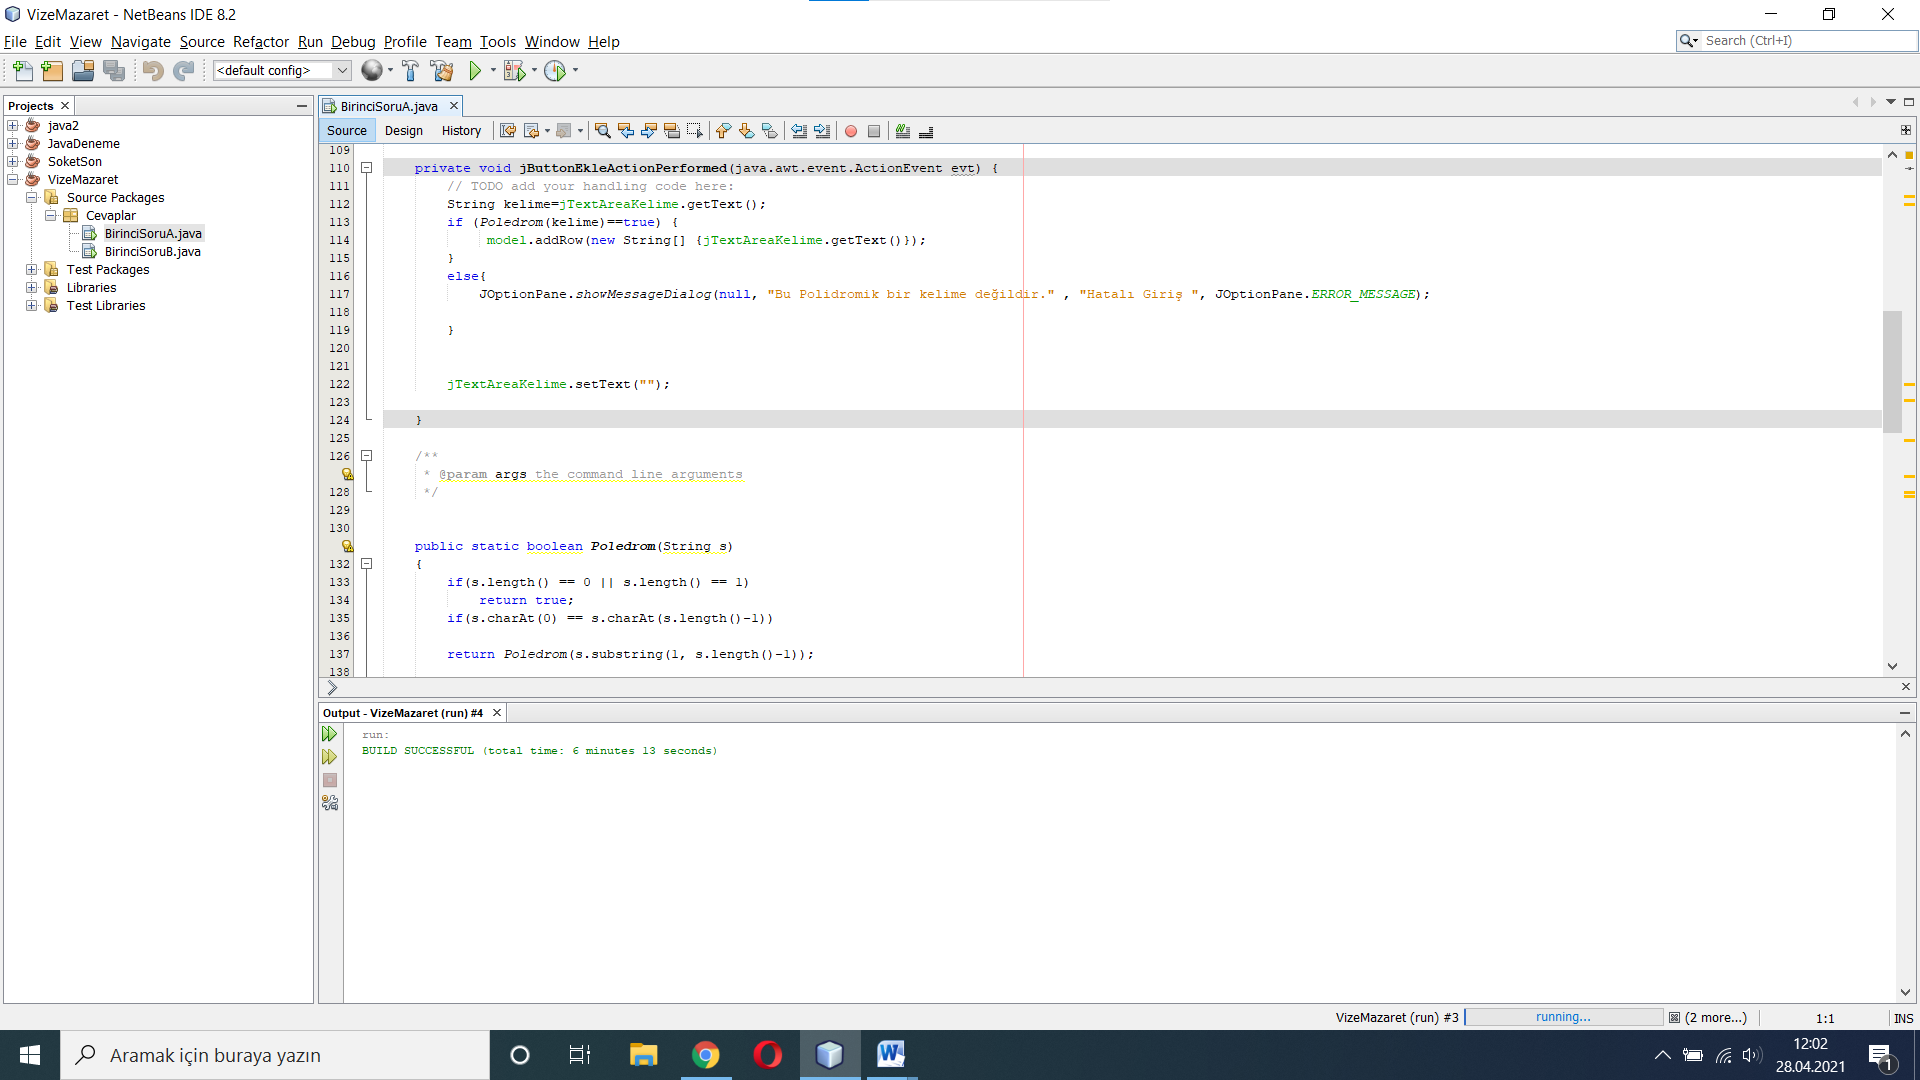 VizeMazaret - NetBeans IDE 8.2
File Edit View Navigate Source Refactor Run Debug Profile Team Tools Window Help
Search (Ctrl+I)
<default config>
Projects
java2
JavaDeneme
SoketSon
VizeMazaret
Source Packages
Cevaplar
BirinciSoruA.java
BirinciSoruB.java
Test Packages
Libraries
Test Libraries
BirinciSoruA.java
Source Design History
109
110 private void jButtonEkleActionPerformed(java.awt.event.ActionEvent evt) {
111 // TODO add your handling code here:
112 String kelime=jTextAreaKelime.getText();
113 if (Poledrom(kelime)==true) {
114 model.addRow(new String[] {jTextAreaKelime.getText()});
115 }
116 else{
117 JOptionPane.showMessageDialog(null, "Bu Polidromik bir kelime değildir." , "Hatalı Giriş ", JOptionPane.ERROR_MESSAGE);
118
119 }
120
121
122 jTextAreaKelime.setText("");
123
124 }
125
126 /**
* @param args the command line arguments
128 */
129
130
public static boolean Poledrom(String s)
132 {
133 if(s.length() == 0 || s.length() == 1)
134 return true;
135 if(s.charAt(0) == s.charAt(s.length()-1))
136
137 return Poledrom(s.substring(1, s.length()-1));
138
Output - VizeMazaret (run) #4
run:
BUILD SUCCESSFUL (total time: 6 minutes 13 seconds)
VizeMazaret (run) #3 running... (2 more...) 1:1 INS
Aramak için buraya yazın
12:02
28.04.2021
1